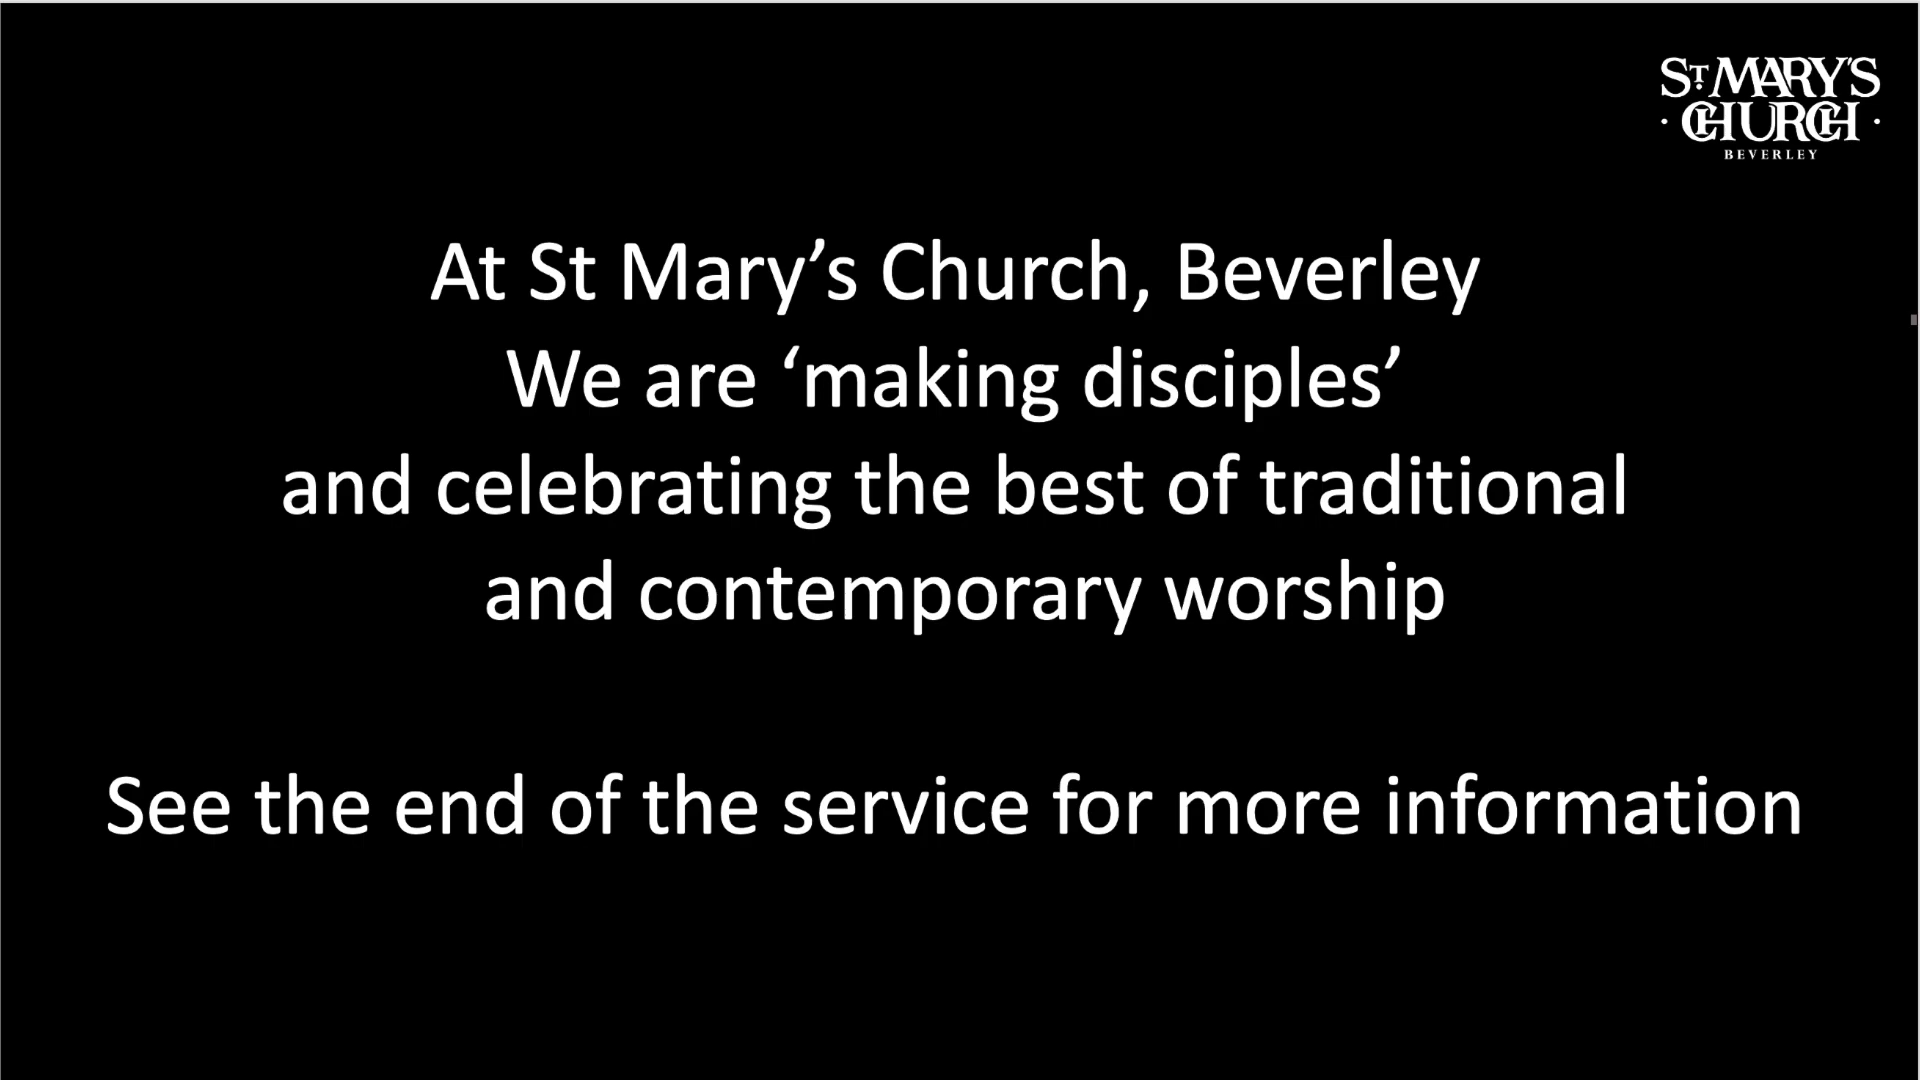 ST. MARY'S
· CHURCH ·
BEVERLEY
At St Mary’s Church, Beverley
We are ‘making disciples’
and celebrating the best of traditional
and contemporary worship
See the end of the service for more information